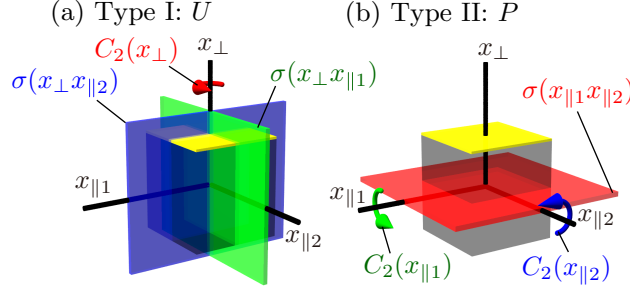 (a) Type I: U
(b) Type II: P
x⊥
C₂(x⊥)
σ(x⊥x∥2)
σ(x⊥x∥1)
x∥1
x∥2
x⊥
σ(x∥1x∥2)
x∥1
x∥2
C₂(x∥1)
C₂(x∥2)